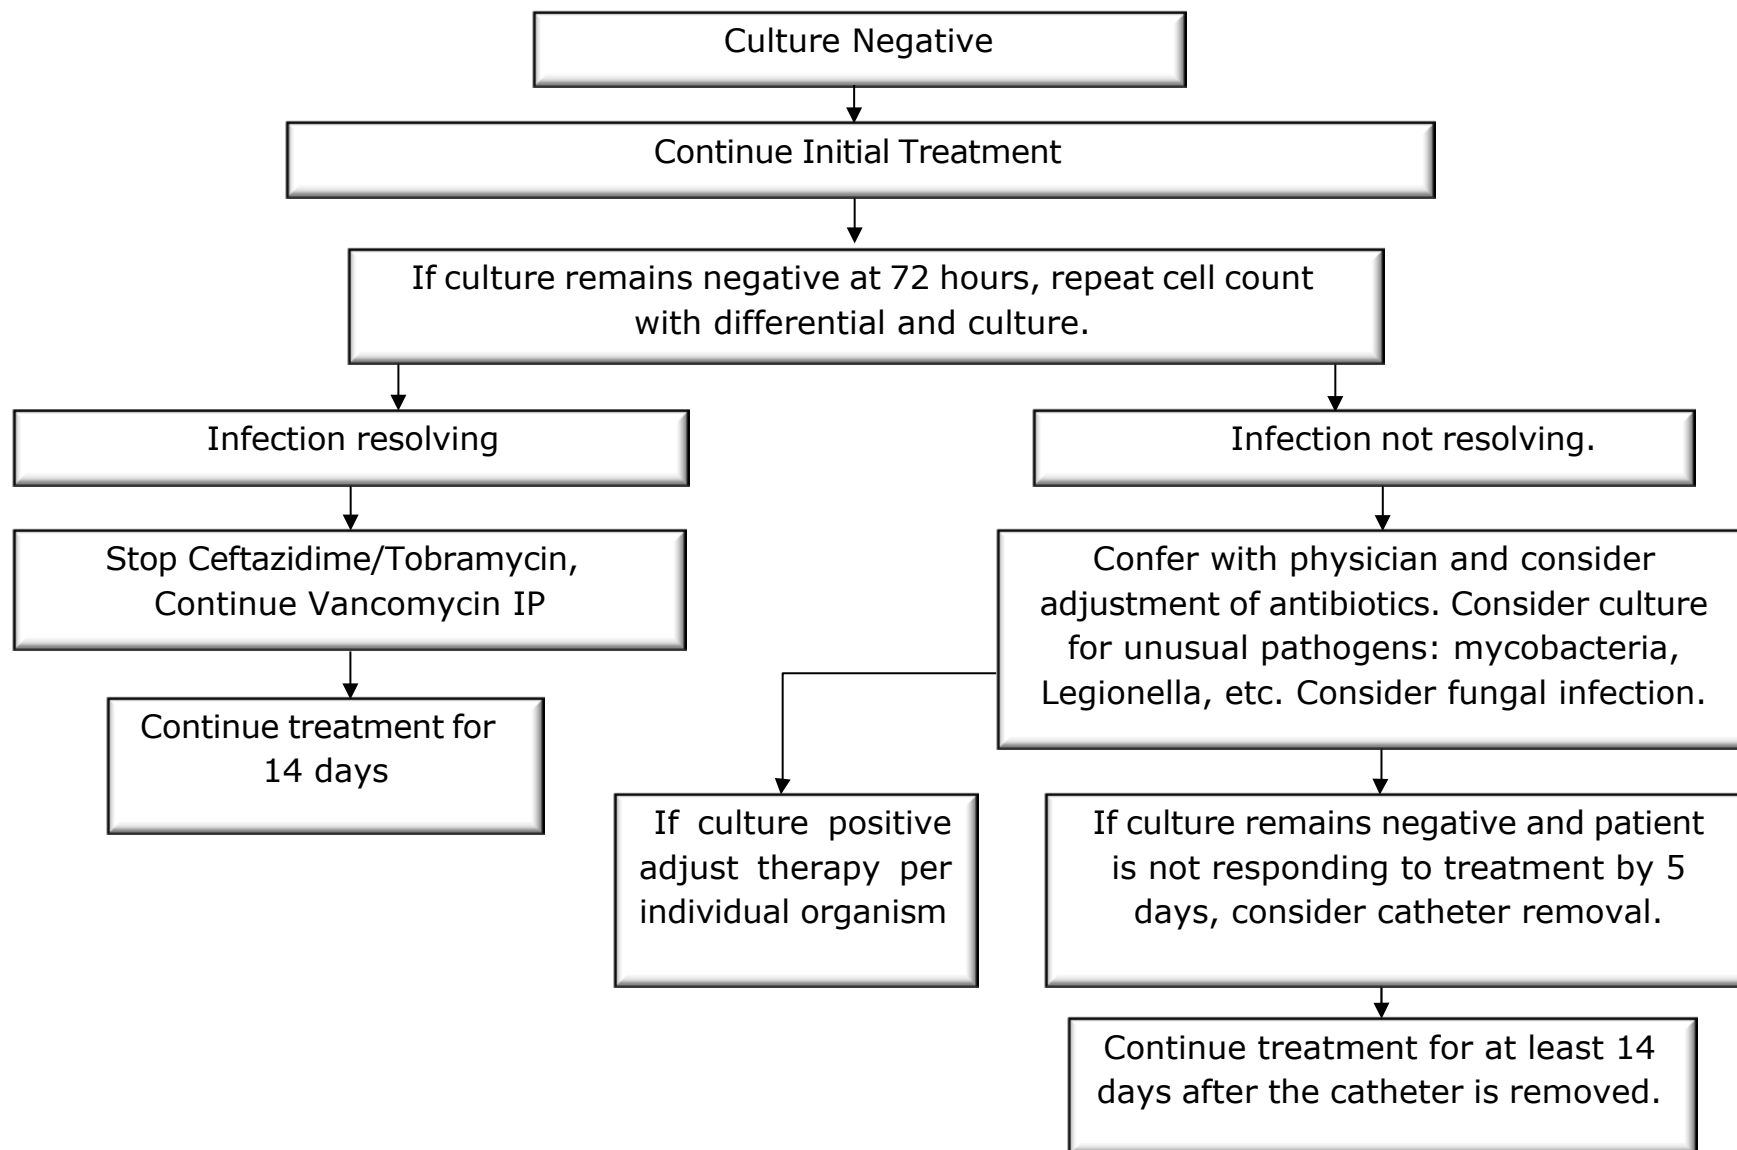 Culture Negative
Continue Initial Treatment
If culture remains negative at 72 hours, repeat cell count
with differential and culture.
Infection resolving
Infection not resolving.
Stop Ceftazidime/Tobramycin,
Continue Vancomycin IP
Confer with physician and consider
adjustment of antibiotics. Consider culture
for unusual pathogens: mycobacteria,
Legionella, etc. Consider fungal infection.
Continue treatment for
14 days
If culture positive
adjust therapy per
individual organism
If culture remains negative and patient
is not responding to treatment by 5
days, consider catheter removal.
Continue treatment for at least 14
days after the catheter is removed.